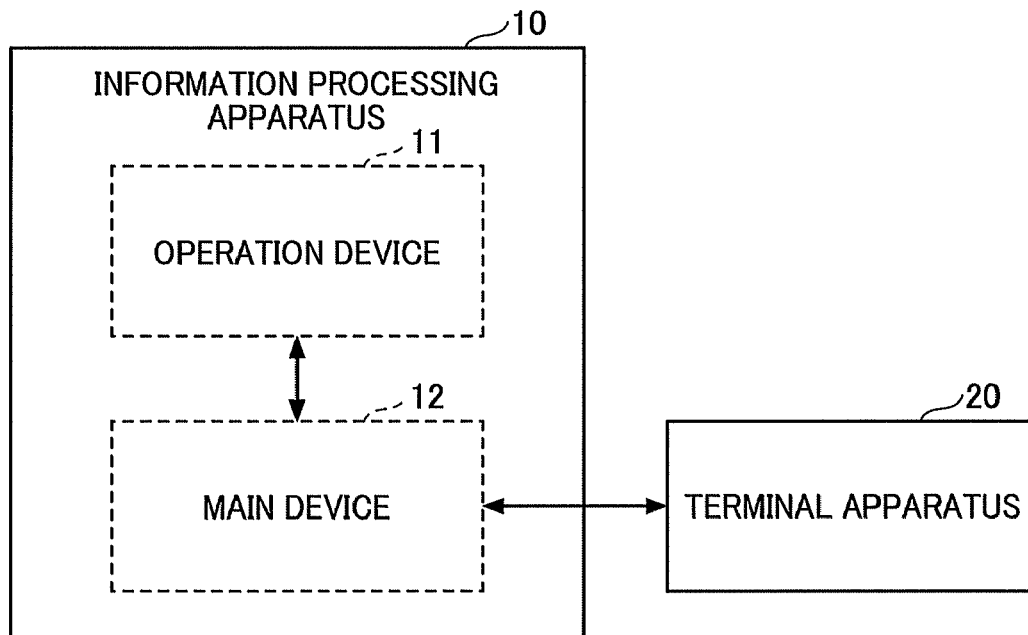 10
INFORMATION PROCESSING
APPARATUS
11
OPERATION DEVICE
12
MAIN DEVICE
20
TERMINAL APPARATUS